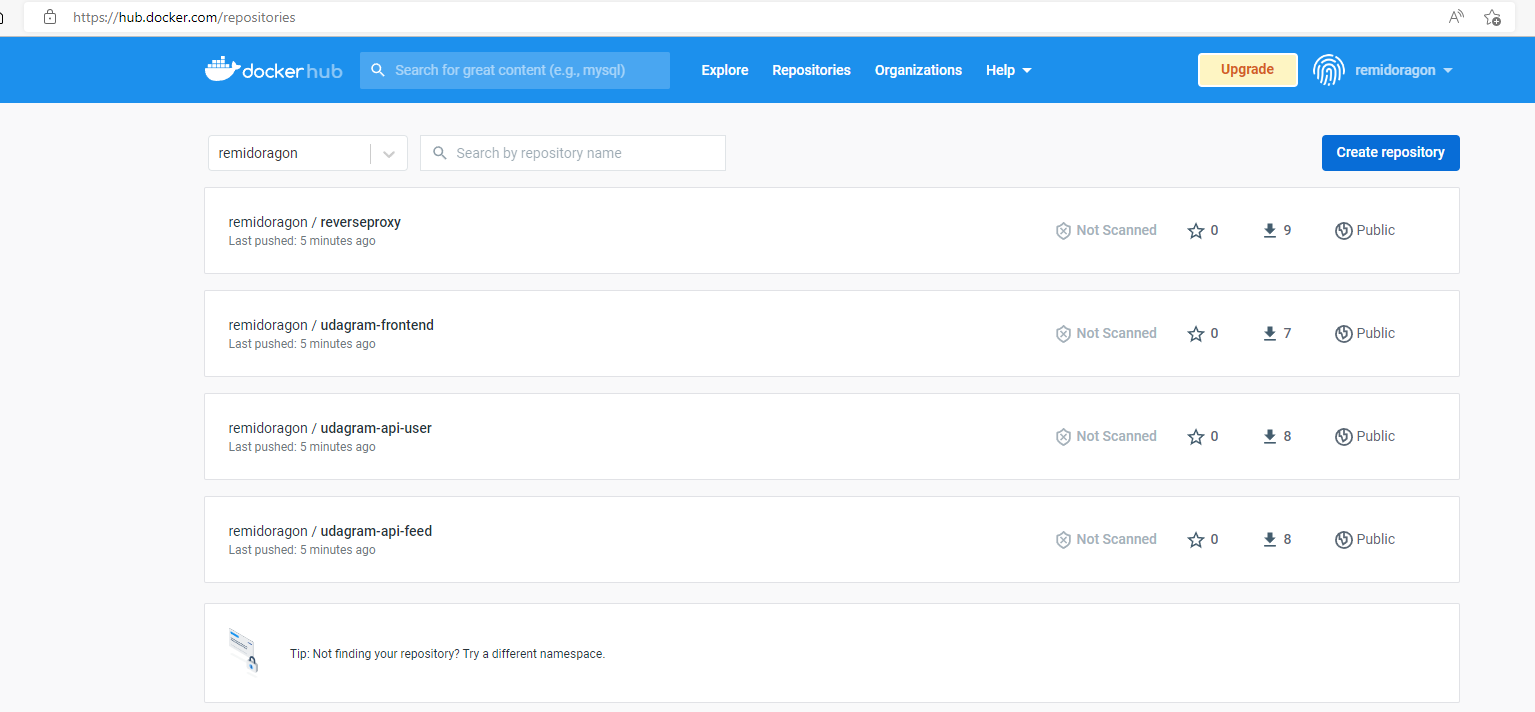 https://hub.docker.com/repositories
docker hub
Search for great content (e.g., mysql)
Explore
Repositories
Organizations
Help
Upgrade
remidoragon
remidoragon
Search by repository name
Create repository
remidoragon / reverseproxy
Last pushed: 5 minutes ago
Not Scanned
0
9
Public
remidoragon / udagram-frontend
Last pushed: 5 minutes ago
Not Scanned
0
7
Public
remidoragon / udagram-api-user
Last pushed: 5 minutes ago
Not Scanned
0
8
Public
remidoragon / udagram-api-feed
Last pushed: 5 minutes ago
Not Scanned
0
8
Public
Tip: Not finding your repository? Try a different namespace.